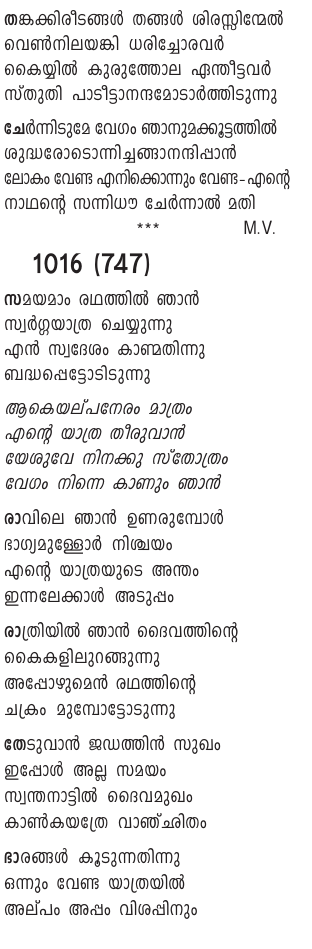 തങ്കക്കിരീടങ്ങൾ തങ്ങൾ ശിരസ്സിന്മേൽ
വെൺനിലയങ്കി ധരിച്ചോരവർ
കൈയ്യിൽ കുരുത്തോല ഏന്തീട്ടവർ
സ്തുതി പാടീട്ടാനന്ദമോടാർത്തിടുന്നു
ചേർന്നിടുമേ വേഗം ഞാനുമക്കൂട്ടത്തിൽ
ശുദ്ധരോടൊന്നിച്ചങ്ങാനന്ദിപ്പാൻ
ലോകം വേണ്ട എനിക്കൊന്നും വേണ്ട-എന്റെ
നാഥന്റെ സന്നിധൗ ചേർന്നാൽ മതി
*** M.V.
1016 (747)
സമയമാം രഥത്തിൽ ഞാൻ
സ്വർഗ്ഗയാത്ര ചെയ്യുന്നു
എൻ സ്വദേശം കാണ്മതിന്നു
ബദ്ധപ്പെട്ടോടിടുന്നു
ആകെയല്പനേരം മാത്രം
എന്റെ യാത്ര തീരുവാൻ
യേശുവേ നിനക്കു സ്തോത്രം
വേഗം നിന്നെ കാണും ഞാൻ
രാവിലെ ഞാൻ ഉണരുമ്പോൾ
ഭാഗ്യമുള്ളോർ നിശ്ചയം
എന്റെ യാത്രയുടെ അന്തം
ഇന്നലേക്കാൾ അടുപ്പം
രാത്രിയിൽ ഞാൻ ദൈവത്തിന്റെ
കൈകളിലുറങ്ങുന്നു
അപ്പോഴുമെൻ രഥത്തിന്റെ
ചക്രം മുമ്പോട്ടോടുന്നു
തേടുവാൻ ജഡത്തിൻ സുഖം
ഇപ്പോൾ അല്ല സമയം
സ്വന്തനാട്ടിൽ ദൈവമുഖം
കാൺകയത്രേ വാഞ്ഛിതം
ഭാരങ്ങൾ കൂടുന്നതിന്നു
ഒന്നും വേണ്ട യാത്രയിൽ
അല്പം അപ്പം വിശപ്പിനും